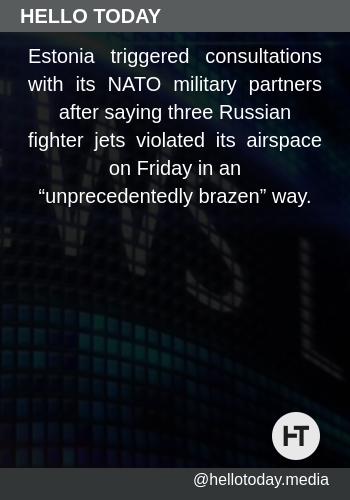 HELLO TODAY
Estonia triggered consultations
with its NATO military partners
after saying three Russian
fighter jets violated its airspace
on Friday in an
“unprecedentedly brazen” way.
HT
@hellotoday.media